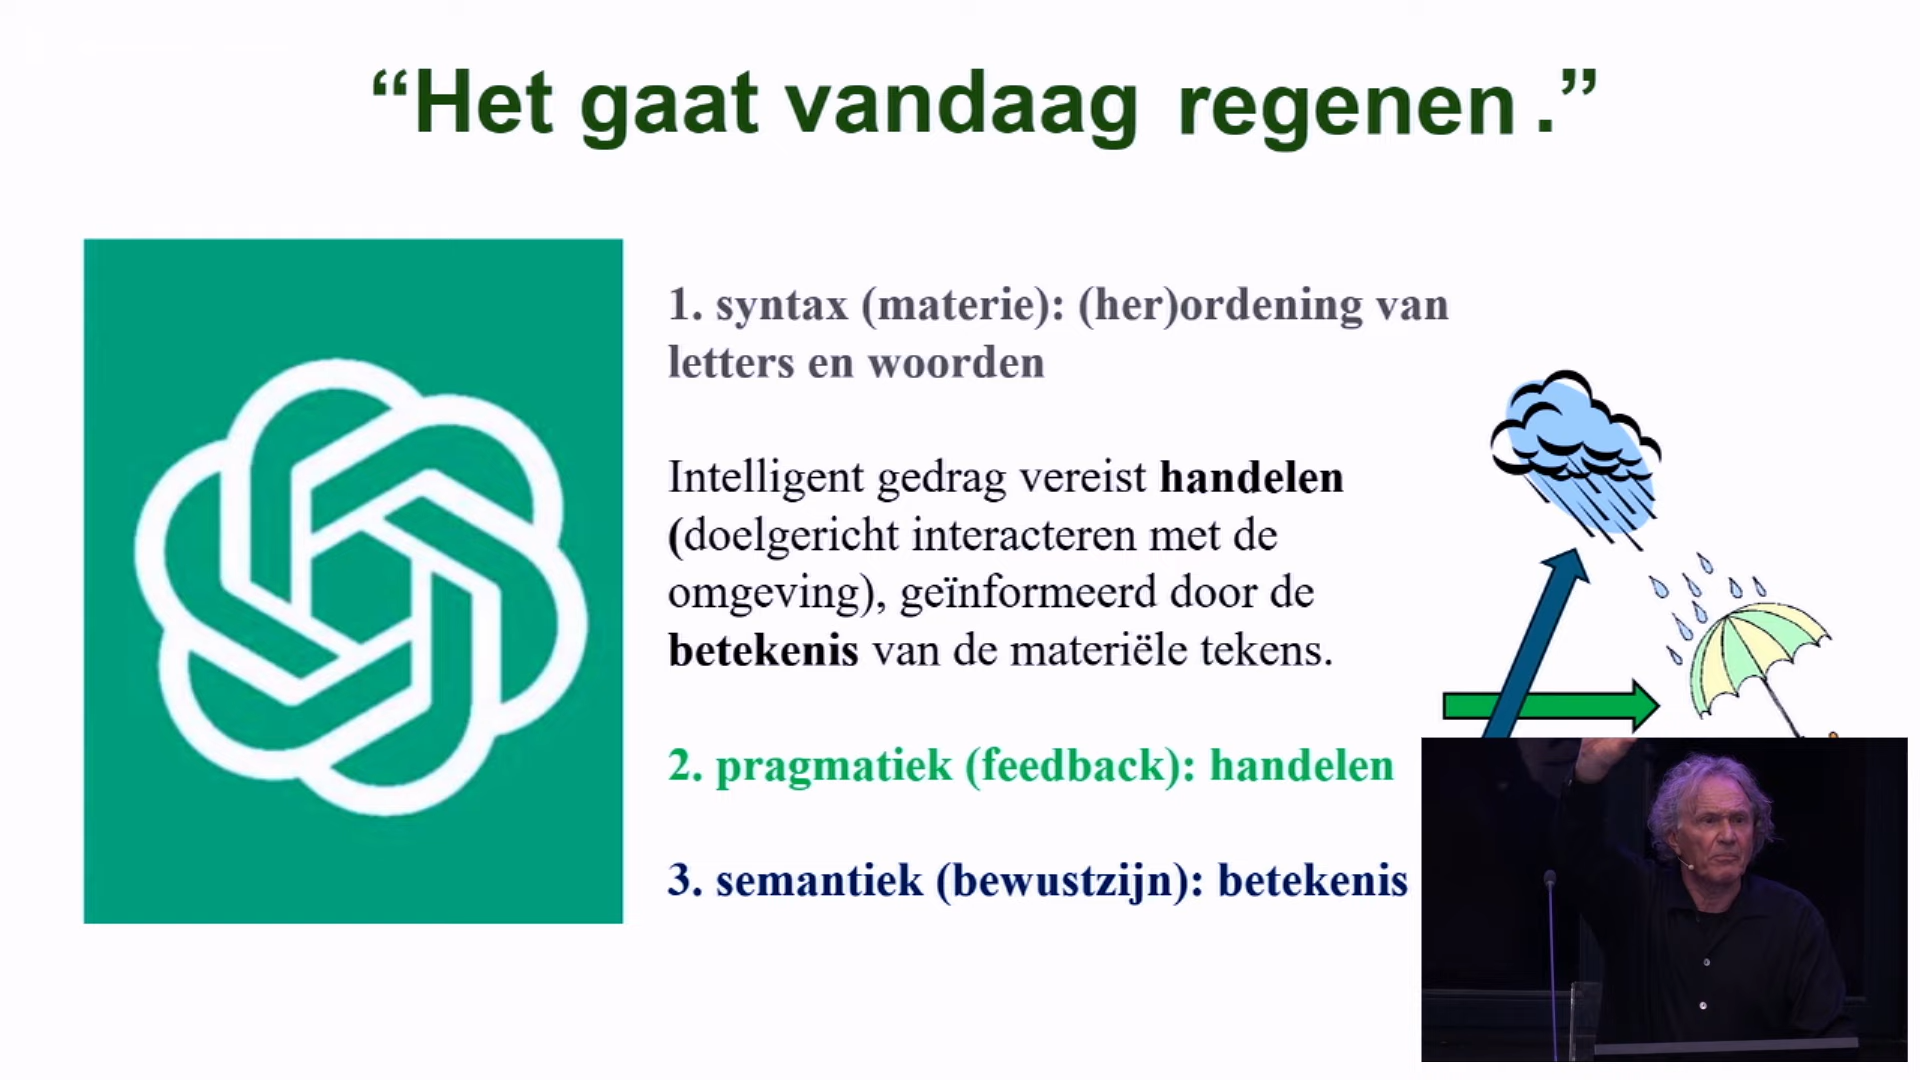 “Het gaat vandaag regenen.”
1. syntax (materie): (her)ordening van
letters en woorden
Intelligent gedrag vereist handelen
(doelgericht interacteren met de
omgeving), geïnformeerd door de
betekenis van de materiële tekens.
2. pragmatiek (feedback): handelen
3. semantiek (bewustzijn): betekenis